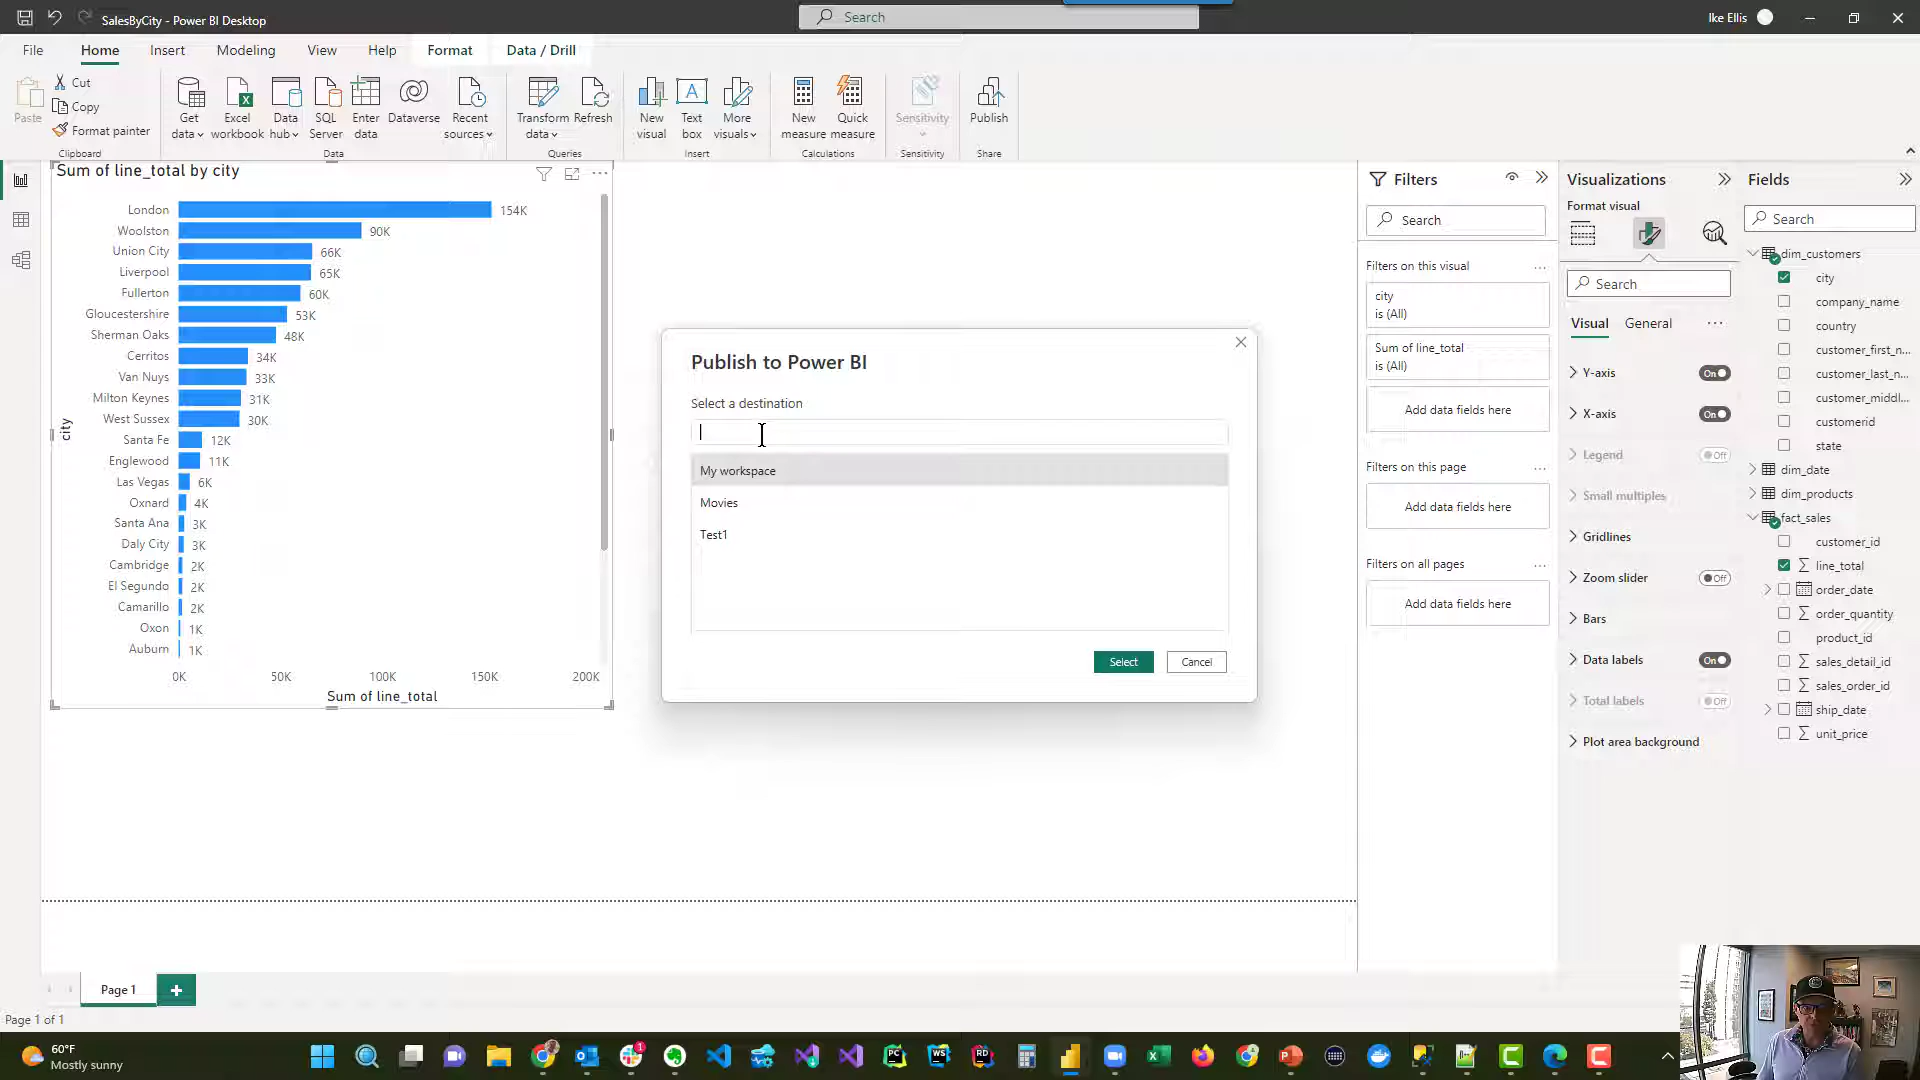 SalesByCity - Power BI Desktop
Search
Ike Ellis
File
Home
Insert
Modeling
View
Help
Format
Data / Drill
Paste
Cut
Copy
Format painter
Clipboard
Get data
Excel workbook
Data hub
SQL Server
Enter data
Dataverse
Recent sources
Data
Transform data
Refresh
Queries
New visual
Text box
More visuals
Insert
New measure
Quick measure
Calculations
Sensitivity
Sensitivity
Publish
Share
Sum of line_total by city
London 154K
Woolston 90K
Union City 66K
Liverpool 65K
Fullerton 60K
Gloucestershire 53K
Sherman Oaks 48K
Cerritos 34K
Van Nuys 33K
Milton Keynes 31K
West Sussex 30K
Santa Fe 12K
Englewood 11K
Las Vegas 6K
Oxnard 4K
Santa Ana 3K
Daly City 3K
Cambridge 2K
El Segundo 2K
Camarillo 2K
Oxon 1K
Auburn 1K
city
0K 50K 100K 150K 200K
Sum of line_total
Publish to Power BI
Select a destination
My workspace
Movies
Test1
Select
Cancel
Filters
Search
Filters on this visual
city
is (All)
Sum of line_total
is (All)
Add data fields here
Filters on this page
Add data fields here
Filters on all pages
Add data fields here
Visualizations
Format visual
Search
Visual
General
Y-axis On
X-axis On
Legend Off
Small multiples
Gridlines
Zoom slider Off
Bars
Data labels On
Total labels Off
Plot area background
Fields
Search
dim_customers
city
company_name
country
customer_first_n...
customer_last_n...
customer_middl...
customerid
state
dim_date
dim_products
fact_sales
customer_id
line_total
order_date
order_quantity
product_id
sales_detail_id
sales_order_id
ship_date
unit_price
Page 1
Page 1 of 1
60°F
Mostly sunny
PC
WS
RD
1